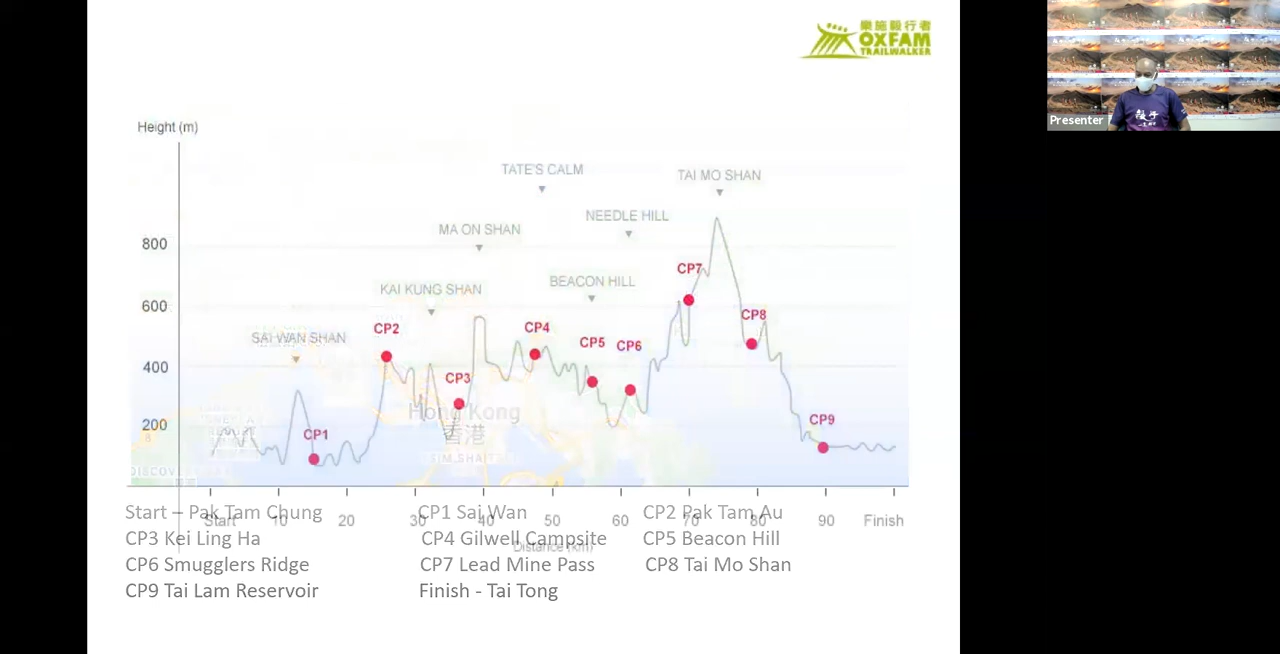 樂施毅行者
OXFAM
TRAILWALKER
Presenter
Height (m)
TATE'S CALM
TAI MO SHAN
NEEDLE HILL
MA ON SHAN
BEACON HILL
KAI KUNG SHAN
SAI WAN SHAN
800
600
400
200
CP1
CP2
CP3
CP4
CP5
CP6
CP7
CP8
CP9
Hong Kong
香港
Start 10 20 30 40 50 60 70 80 90 Finish
Distance (km)
Start – Pak Tam Chung CP1 Sai Wan CP2 Pak Tam Au
CP3 Kei Ling Ha CP4 Gilwell Campsite CP5 Beacon Hill
CP6 Smugglers Ridge CP7 Lead Mine Pass CP8 Tai Mo Shan
CP9 Tai Lam Reservoir Finish - Tai Tong